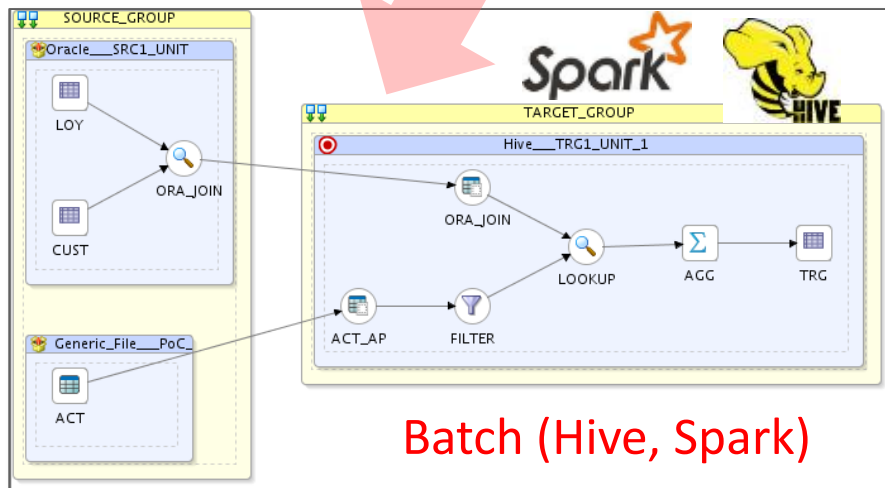 SOURCE_GROUP
Oracle___SRC1_UNIT
LOY
ORA_JOIN
CUST
Generic_File___PoC_
ACT
Spark
HIVE
TARGET_GROUP
Hive___TRG1_UNIT_1
ORA_JOIN
LOOKUP
AGG
TRG
ACT_AP
FILTER
Batch (Hive, Spark)